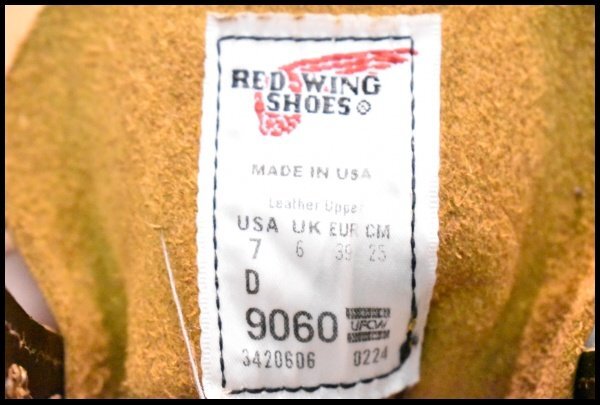 RED WING
SHOES ®
MADE IN USA
Leather Upper
USA UK EUR CM
7 6 39 25
D
9060 UFCW
3420606 0224